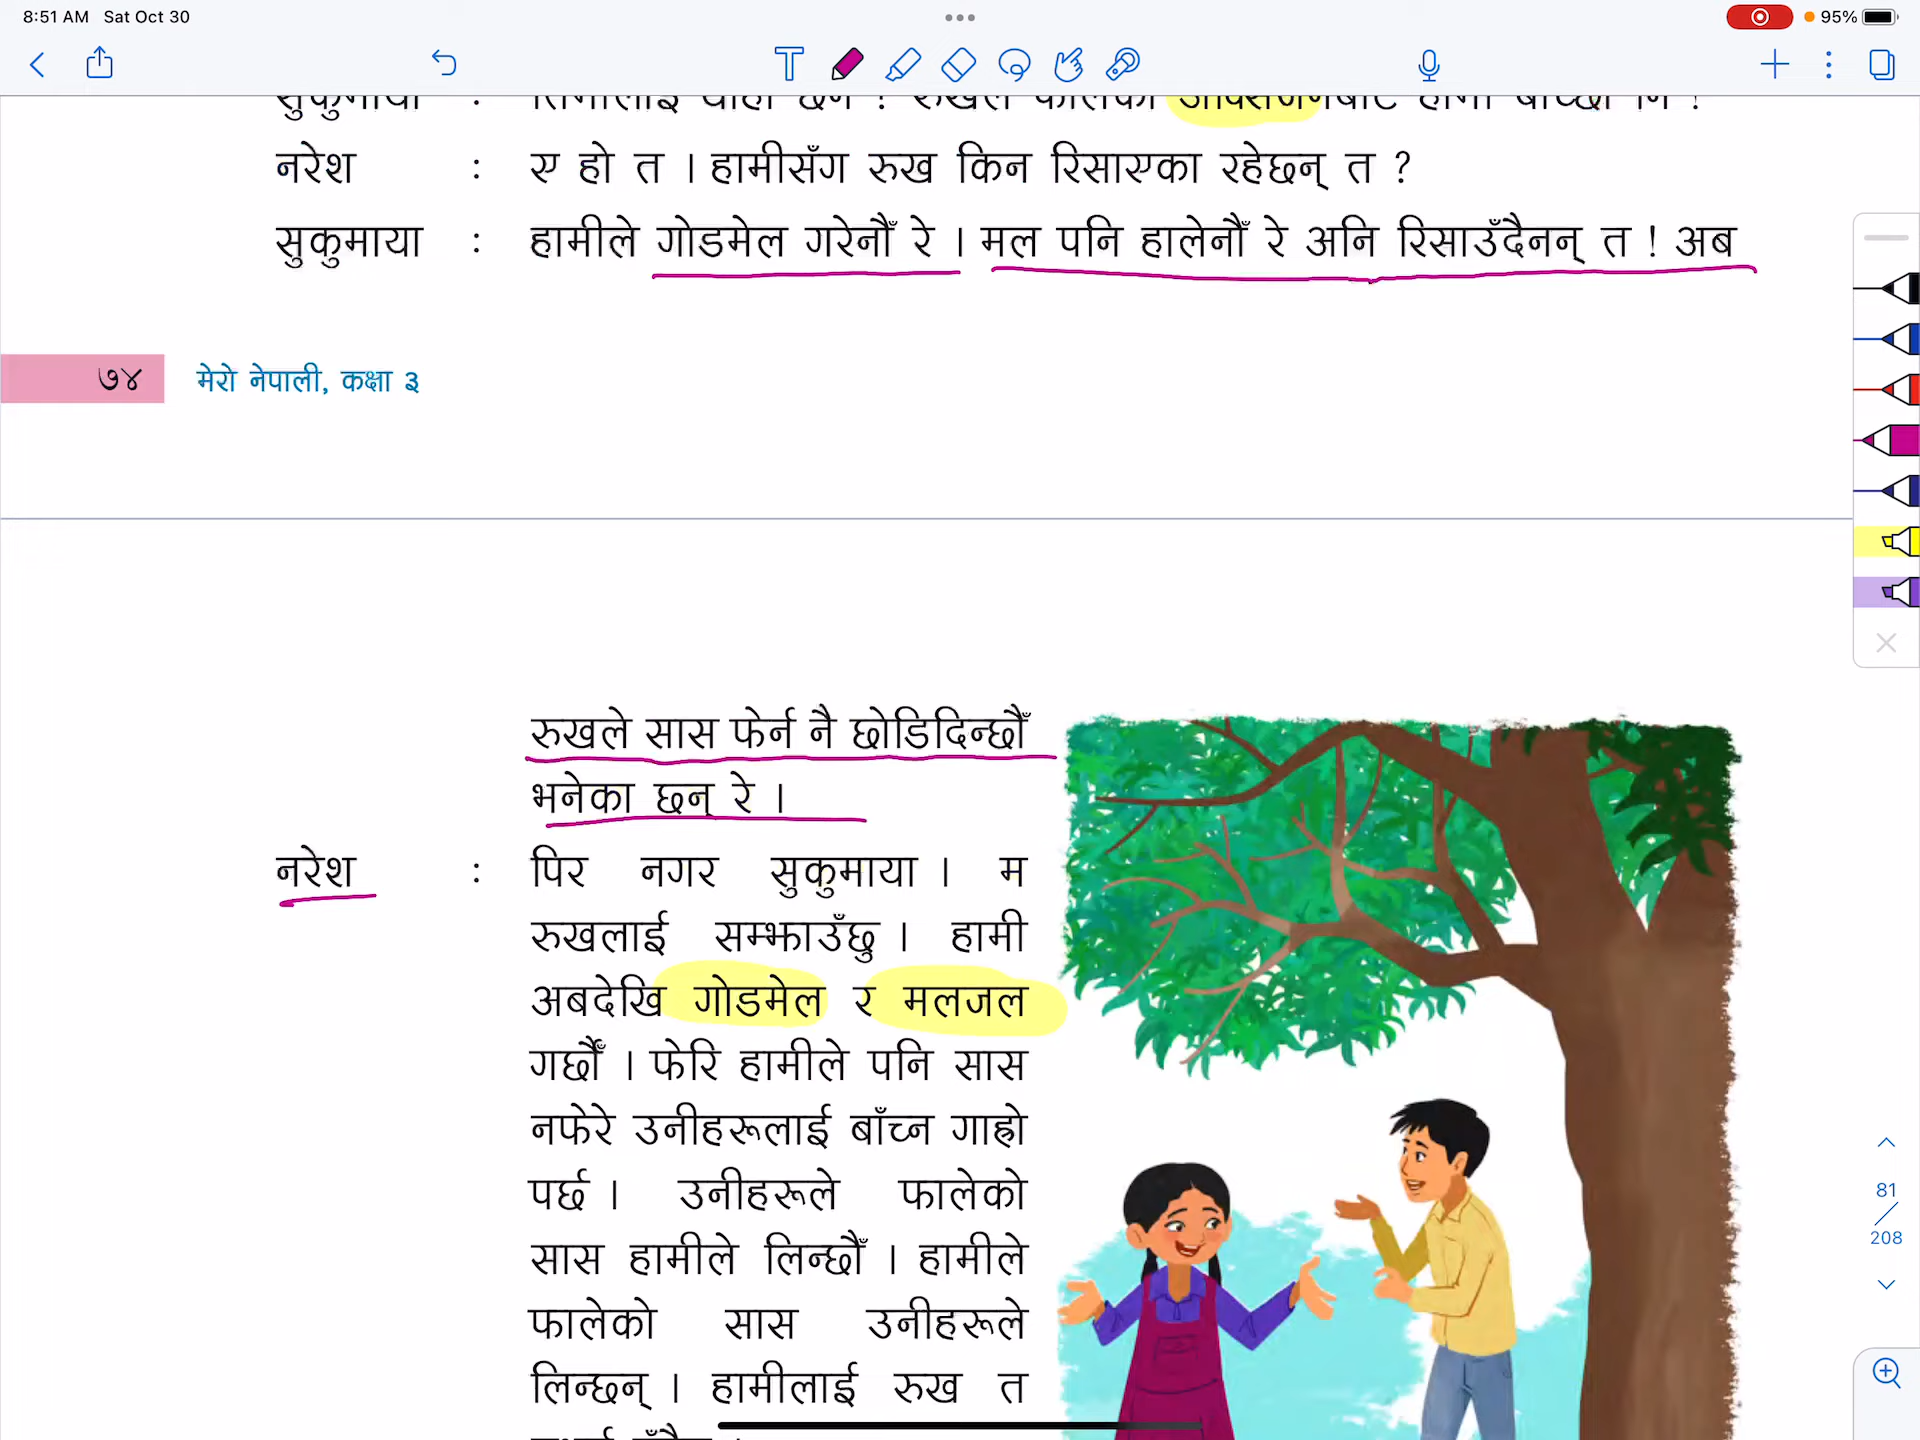 8:51 AM Sat Oct 30
95%
सुकुमाया :
नरेश : ए हो त । हामीसँग रुख किन रिसाएका रहेछन् त ?
सुकुमाया : हामीले गोडमेल गरेनौँ रे । मल पनि हालेनौँ रे अनि रिसाउँदैनन् त ! अब
७४ मेरो नेपाली, कक्षा ३
रुखले सास फेर्न नै छोडिदिन्छौँ
भनेका छन् रे ।
नरेश : पिर नगर सुकुमाया । म
रुखलाई सम्झाउँछु । हामी
अबदेखि गोडमेल र मलजल
गर्छौँ । फेरि हामीले पनि सास
नफेरे उनीहरूलाई बाँच्न गाह्रो
पर्छ । उनीहरूले फालेको
सास हामीले लिन्छौँ । हामीले
फालेको सास उनीहरूले
लिन्छन् । हामीलाई रुख त
81
208